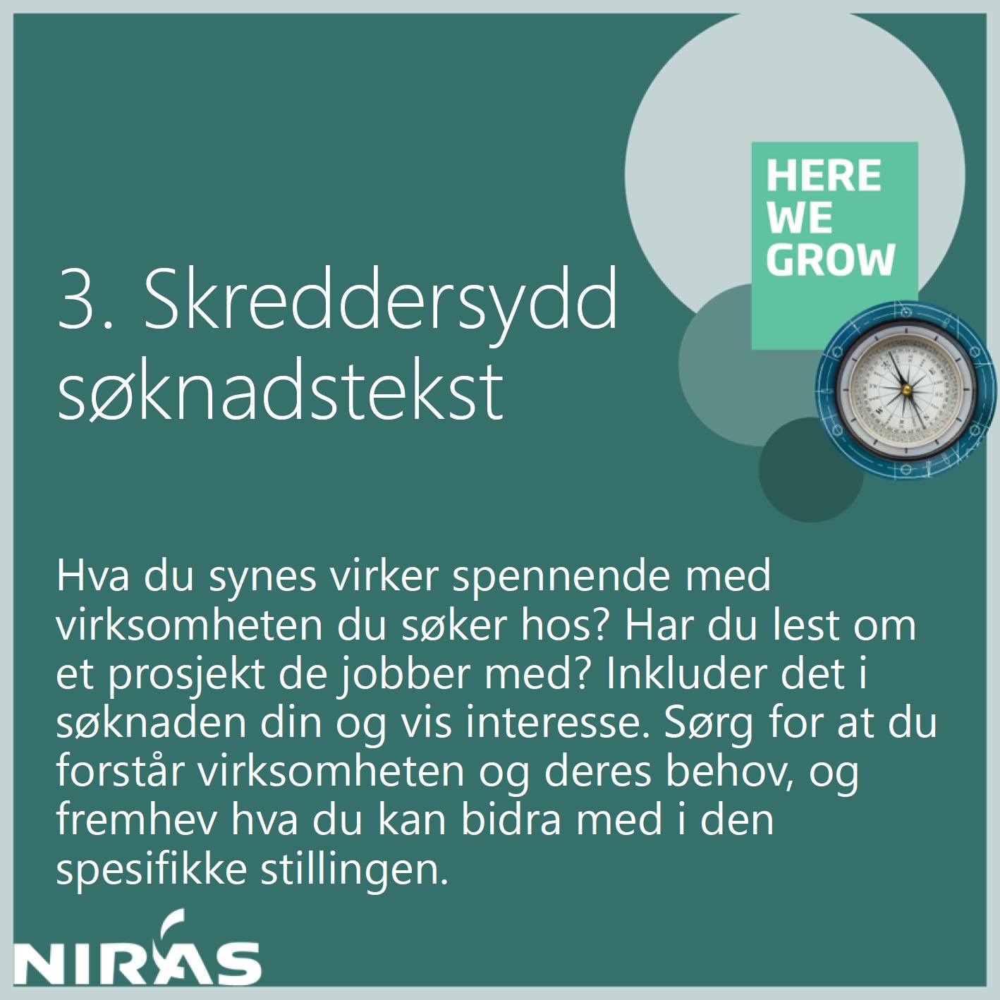 HERE
WE
GROW
3. Skreddersydd
søknadstekst
Hva du synes virker spennende med
virksomheten du søker hos? Har du lest om
et prosjekt de jobber med? Inkluder det i
søknaden din og vis interesse. Sørg for at du
forstår virksomheten og deres behov, og
fremhev hva du kan bidra med i den
spesifikke stillingen.
NIRAS